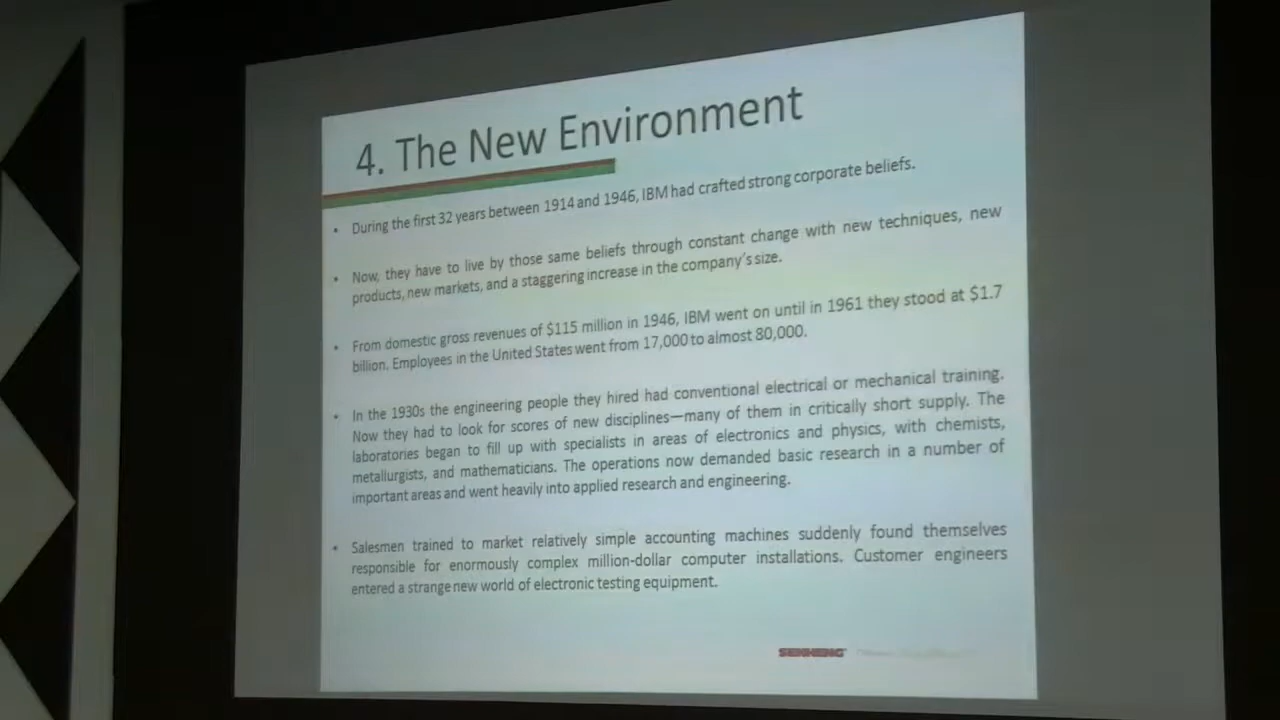 4. The New Environment
• During the first 32 years between 1914 and 1946, IBM had crafted strong corporate beliefs.
• Now, they have to live by those same beliefs through constant change with new techniques, new
products, new markets, and a staggering increase in the company's size.
• From domestic gross revenues of $115 million in 1946, IBM went on until in 1961 they stood at $1.7
billion. Employees in the United States went from 17,000 to almost 80,000.
• In the 1930s the engineering people they hired had conventional electrical or mechanical training.
Now they had to look for scores of new disciplines—many of them in critically short supply. The
laboratories began to fill up with specialists in areas of electronics and physics, with chemists,
metallurgists, and mathematicians. The operations now demanded basic research in a number of
important areas and went heavily into applied research and engineering.
• Salesmen trained to market relatively simple accounting machines suddenly found themselves
responsible for enormously complex million-dollar computer installations. Customer engineers
entered a strange new world of electronic testing equipment.
SENHENG